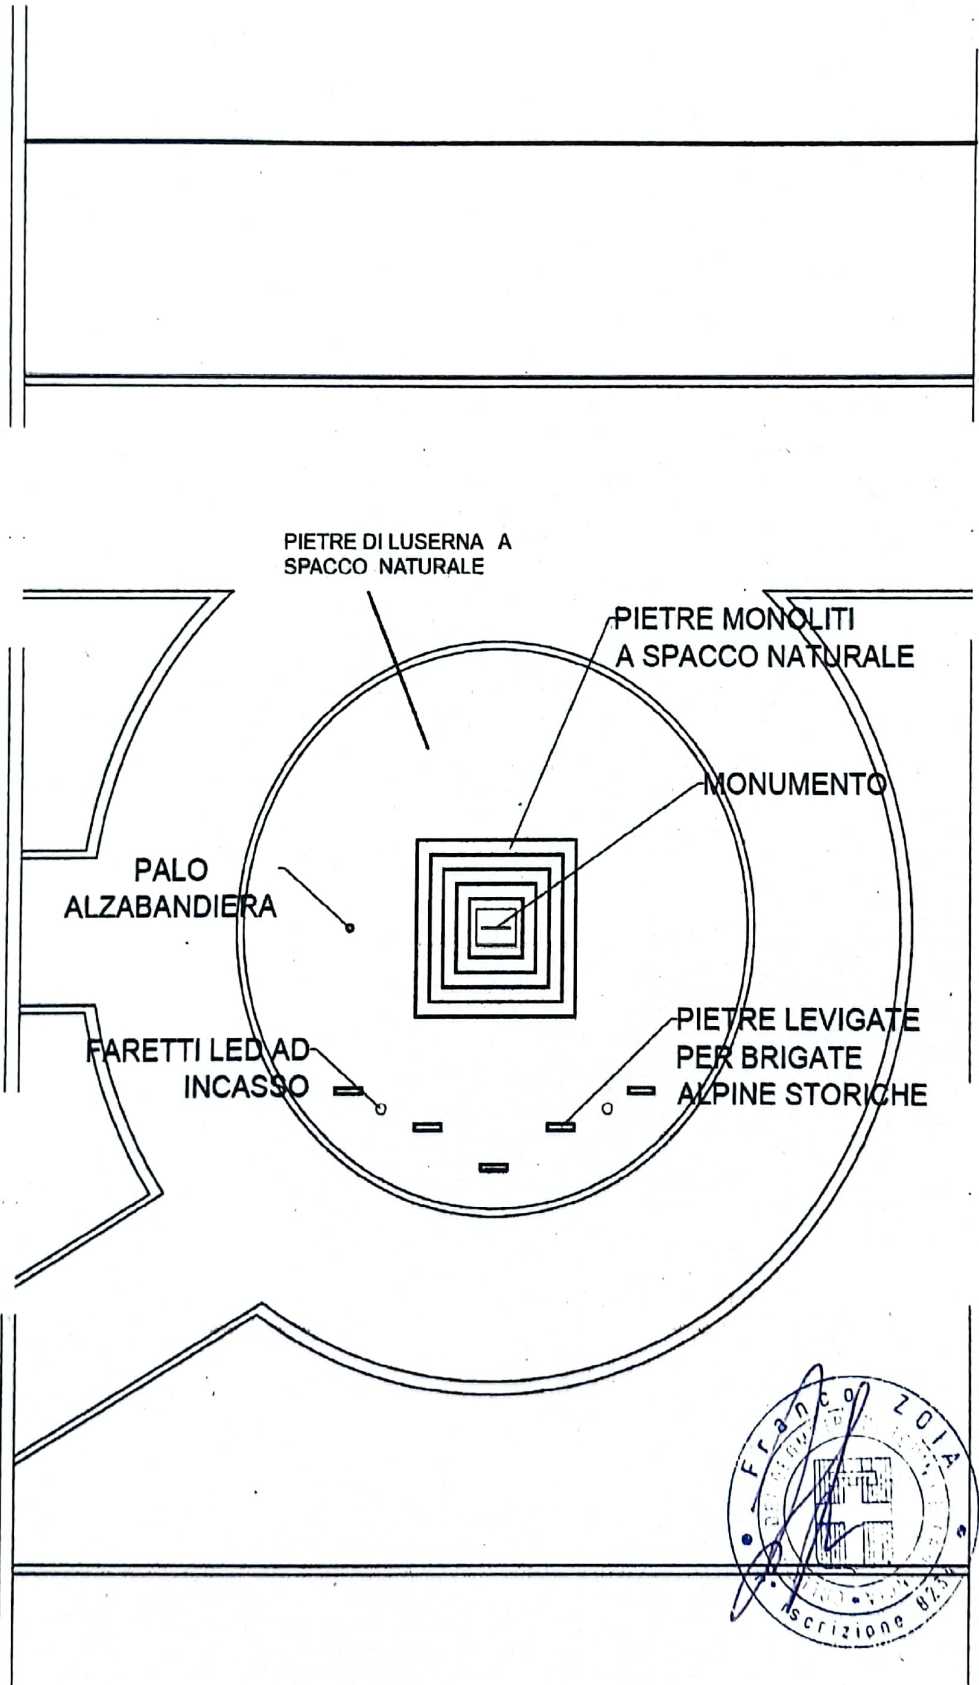 PIETRE DI LUSERNA A
SPACCO NATURALE
PIETRE MONOLITI
A SPACCO NATURALE
MONUMENTO
PALO
ALZABANDIERA
FARETTI LED AD
INCASSO
PIETRE LEVIGATE
PER BRIGATE
ALPINE STORICHE
Franco ZOIA
iscrizione